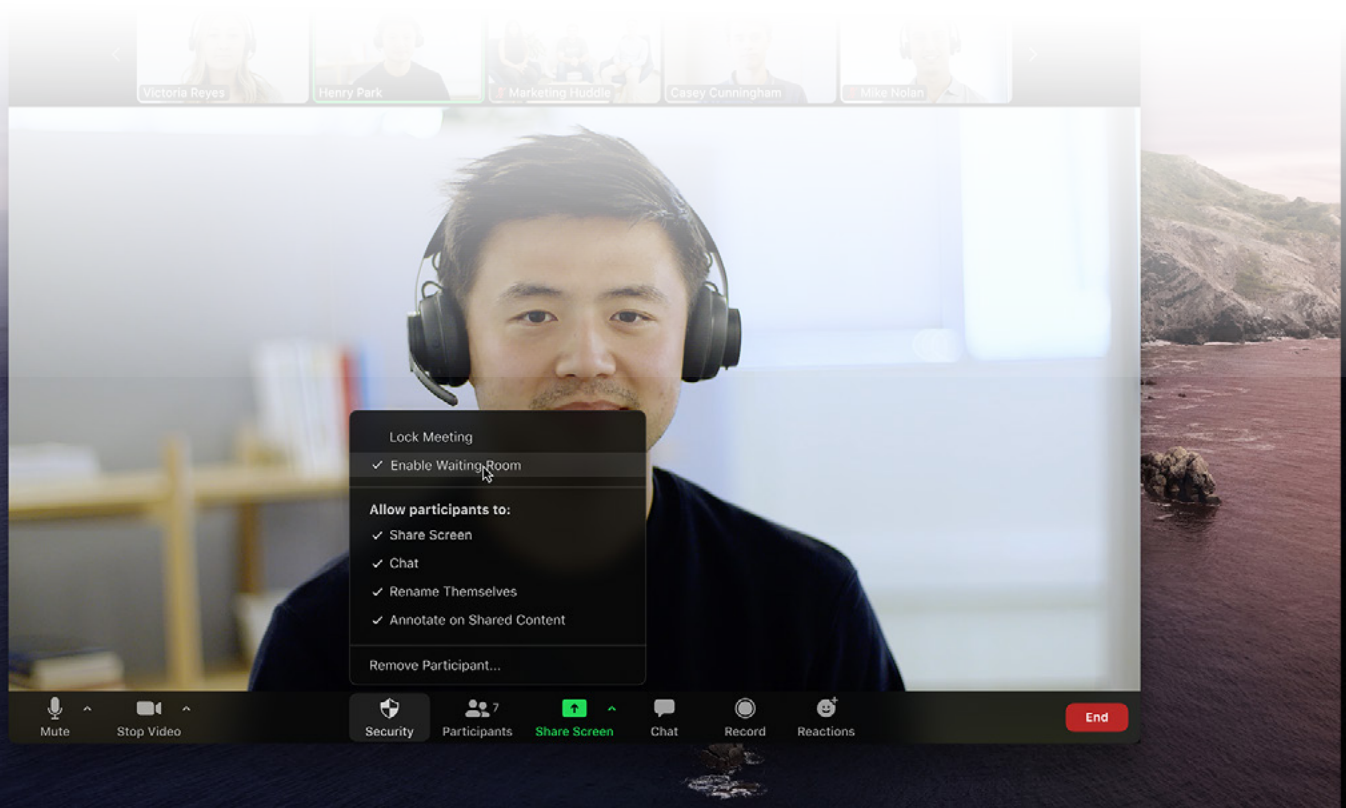 Victoria Reyes
Henry Park
Marketing Huddle
Casey Cunningham
Mike Nolan
Lock Meeting
Enable Waiting Room
Allow participants to:
Share Screen
Chat
Rename Themselves
Annotate on Shared Content
Remove Participant...
7
Mute
Stop Video
Security
Participants
Share Screen
Chat
Record
Reactions
End